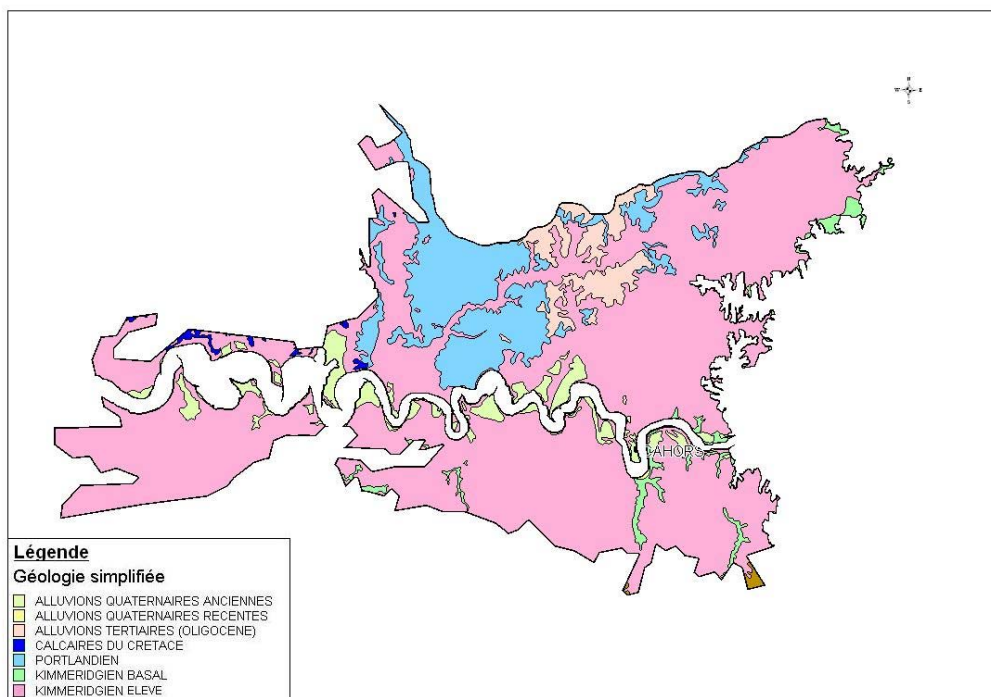 N
W E
S
CAHORS
Légende
Géologie simplifiée
ALLUVIONS QUATERNAIRES ANCIENNES
ALLUVIONS QUATERNAIRES RECENTES
ALLUVIONS TERTIAIRES (OLIGOCENE)
CALCAIRES DU CRETACE
PORTLANDIEN
KIMMERIDGIEN BASAL
KIMMERIDGIEN ELEVE